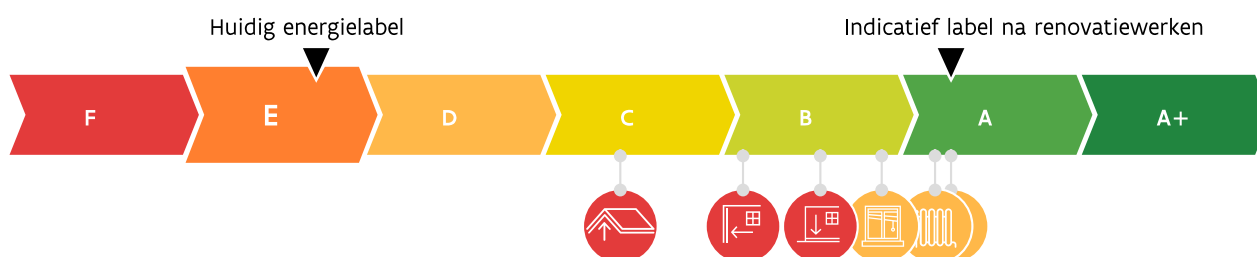 Huidig energielabel
Indicatief label na renovatiewerken
F
E
D
C
B
A
A+